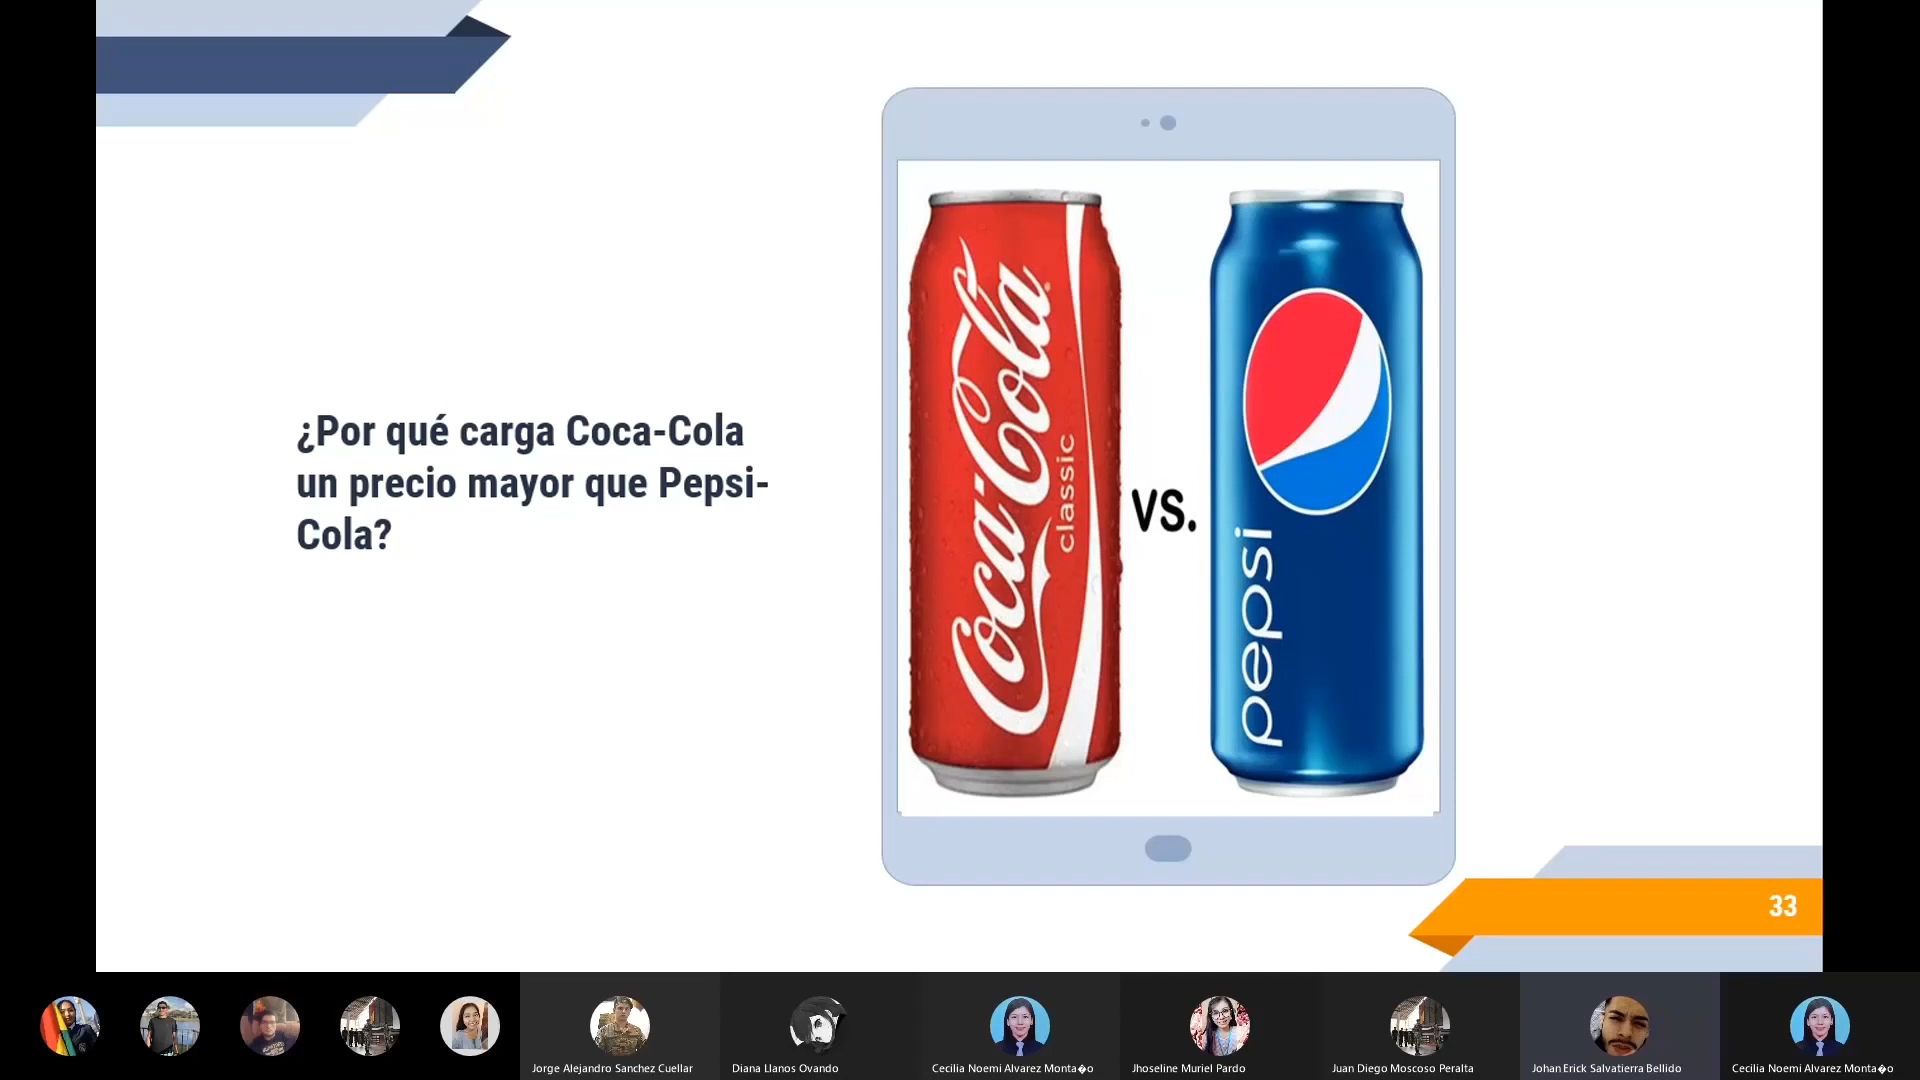 ¿Por qué carga Coca-Cola
un precio mayor que Pepsi-
Cola?
Coca-Cola
classic
vs.
pepsi
33
Jorge Alejandro Sanchez Cuellar
Diana Llanos Ovando
Cecilia Noemi Alvarez Monta�o
Jhoseline Muriel Pardo
Juan Diego Moscoso Peralta
Johan Erick Salvatierra Bellido
Cecilia Noemi Alvarez Monta�o